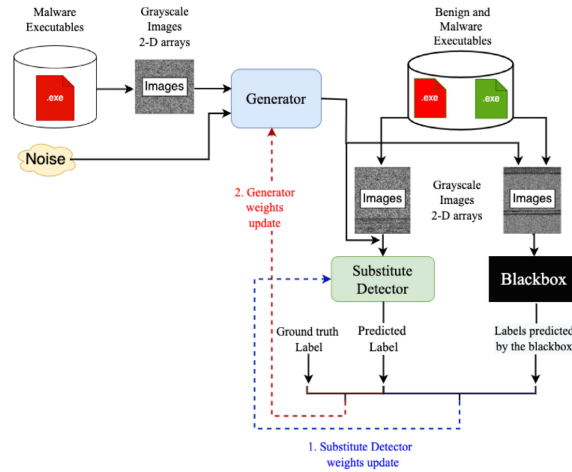 Malware
Executables
Grayscale
Images
2-D arrays
Benign and
Malware
Executables
.exe
Images
Generator
.exe
.exe
Noise
2. Generator
weights
update
Images
Grayscale
Images
2-D arrays
Images
Substitute
Detector
Blackbox
Ground truth
Label
Predicted
Label
Labels predicted
by the blackbox
1. Substitute Detector
weights update